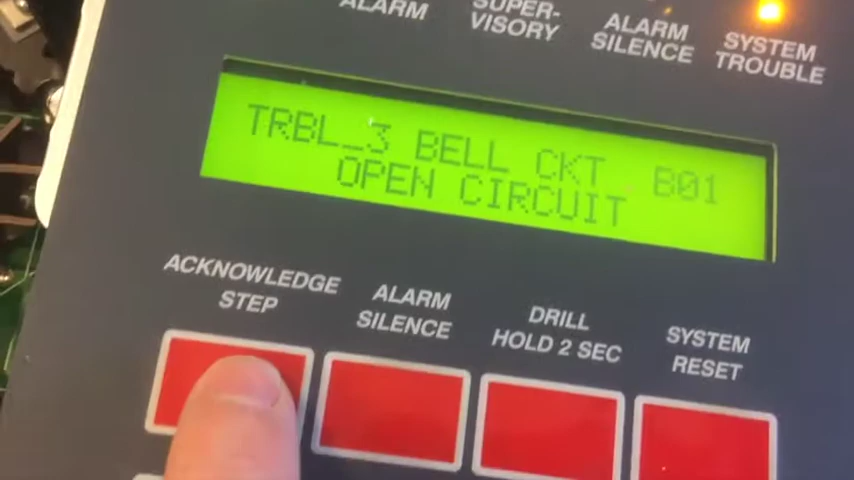 ALARM
SUPER-
VISORY
ALARM
SILENCE
SYSTEM
TROUBLE
TRBL_3 BELL CKT B01
OPEN CIRCUIT
ACKNOWLEDGE
STEP
ALARM
SILENCE
DRILL
HOLD 2 SEC
SYSTEM
RESET